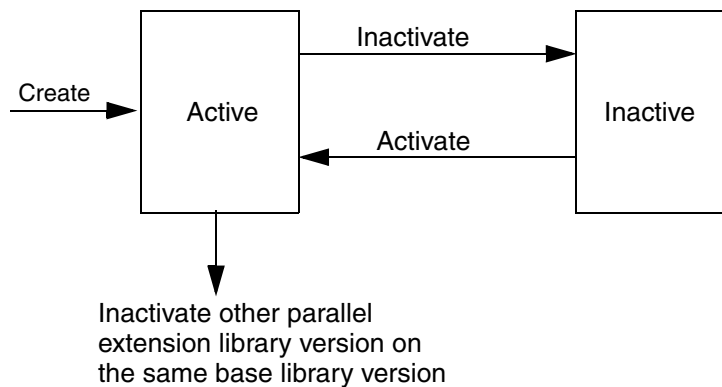 Inactivate
Create
Active
Inactive
Activate
Inactivate other parallel
extension library version on
the same base library version